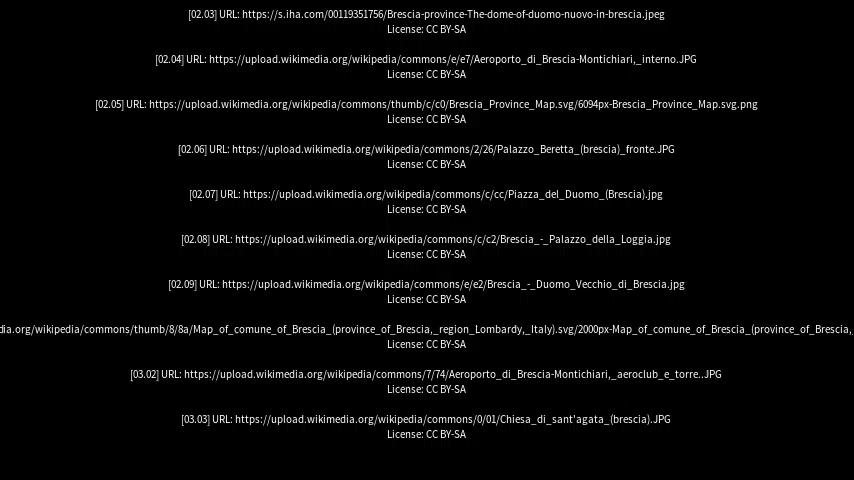 [02.03] URL: https://s.iha.com/00119351756/Brescia-province-The-dome-of-duomo-nuovo-in-brescia.jpeg
License: CC BY-SA
[02.04] URL: https://upload.wikimedia.org/wikipedia/commons/e/e7/Aeroporto_di_Brescia-Montichiari,_interno.JPG
License: CC BY-SA
[02.05] URL: https://upload.wikimedia.org/wikipedia/commons/thumb/c/c0/Brescia_Province_Map.svg/6094px-Brescia_Province_Map.svg.png
License: CC BY-SA
[02.06] URL: https://upload.wikimedia.org/wikipedia/commons/2/26/Palazzo_Beretta_(brescia)_fronte.JPG
License: CC BY-SA
[02.07] URL: https://upload.wikimedia.org/wikipedia/commons/c/cc/Piazza_del_Duomo_(Brescia).jpg
License: CC BY-SA
[02.08] URL: https://upload.wikimedia.org/wikipedia/commons/c/c2/Brescia_-_Palazzo_della_Loggia.jpg
License: CC BY-SA
[02.09] URL: https://upload.wikimedia.org/wikipedia/commons/e/e2/Brescia_-_Duomo_Vecchio_di_Brescia.jpg
License: CC BY-SA
dia.org/wikipedia/commons/thumb/8/8a/Map_of_comune_of_Brescia_(province_of_Brescia,_region_Lombardy,_Italy).svg/2000px-Map_of_comune_of_Brescia_(province_of_Brescia,_
License: CC BY-SA
[03.02] URL: https://upload.wikimedia.org/wikipedia/commons/7/74/Aeroporto_di_Brescia-Montichiari,_aeroclub_e_torre..JPG
License: CC BY-SA
[03.03] URL: https://upload.wikimedia.org/wikipedia/commons/0/01/Chiesa_di_sant'agata_(brescia).JPG
License: CC BY-SA